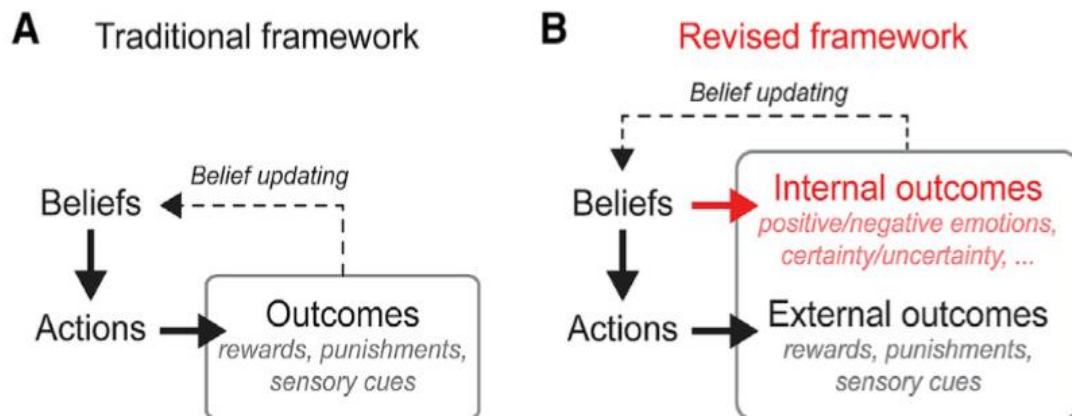 A Traditional framework
Belief updating
Beliefs
Actions
Outcomes
rewards, punishments,
sensory cues
B Revised framework
Belief updating
Beliefs
Internal outcomes
positive/negative emotions,
certainty/uncertainty, ...
Actions
External outcomes
rewards, punishments,
sensory cues